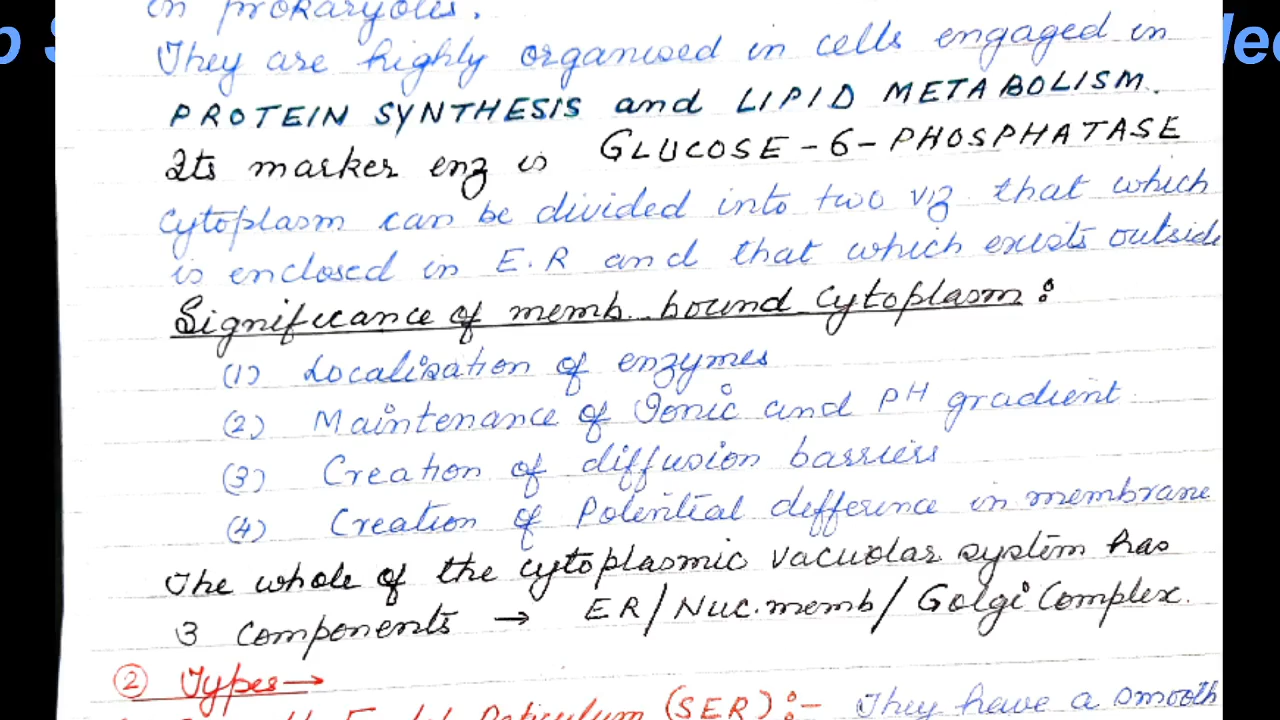 in prokaryotes.
They are highly organised in cells engaged in
PROTEIN SYNTHESIS and LIPID METABOLISM.
Its marker enz is GLUCOSE-6-PHOSPHATASE
Cytoplasm can be divided into two viz that which
is enclosed in E.R and that which exists outside
Significance of memb. bound cytoplasm:
(1) Localisation of enzymes
(2) Maintenance of Ionic and pH gradient
(3) Creation of diffusion barriers
(4) Creation of Potential difference in membrane
The whole of the cytoplasmic vacuolar system has
3 components → ER/Nuc.memb/Golgi Complex.
② Types→
Reticulum (SER):- They have a smooth